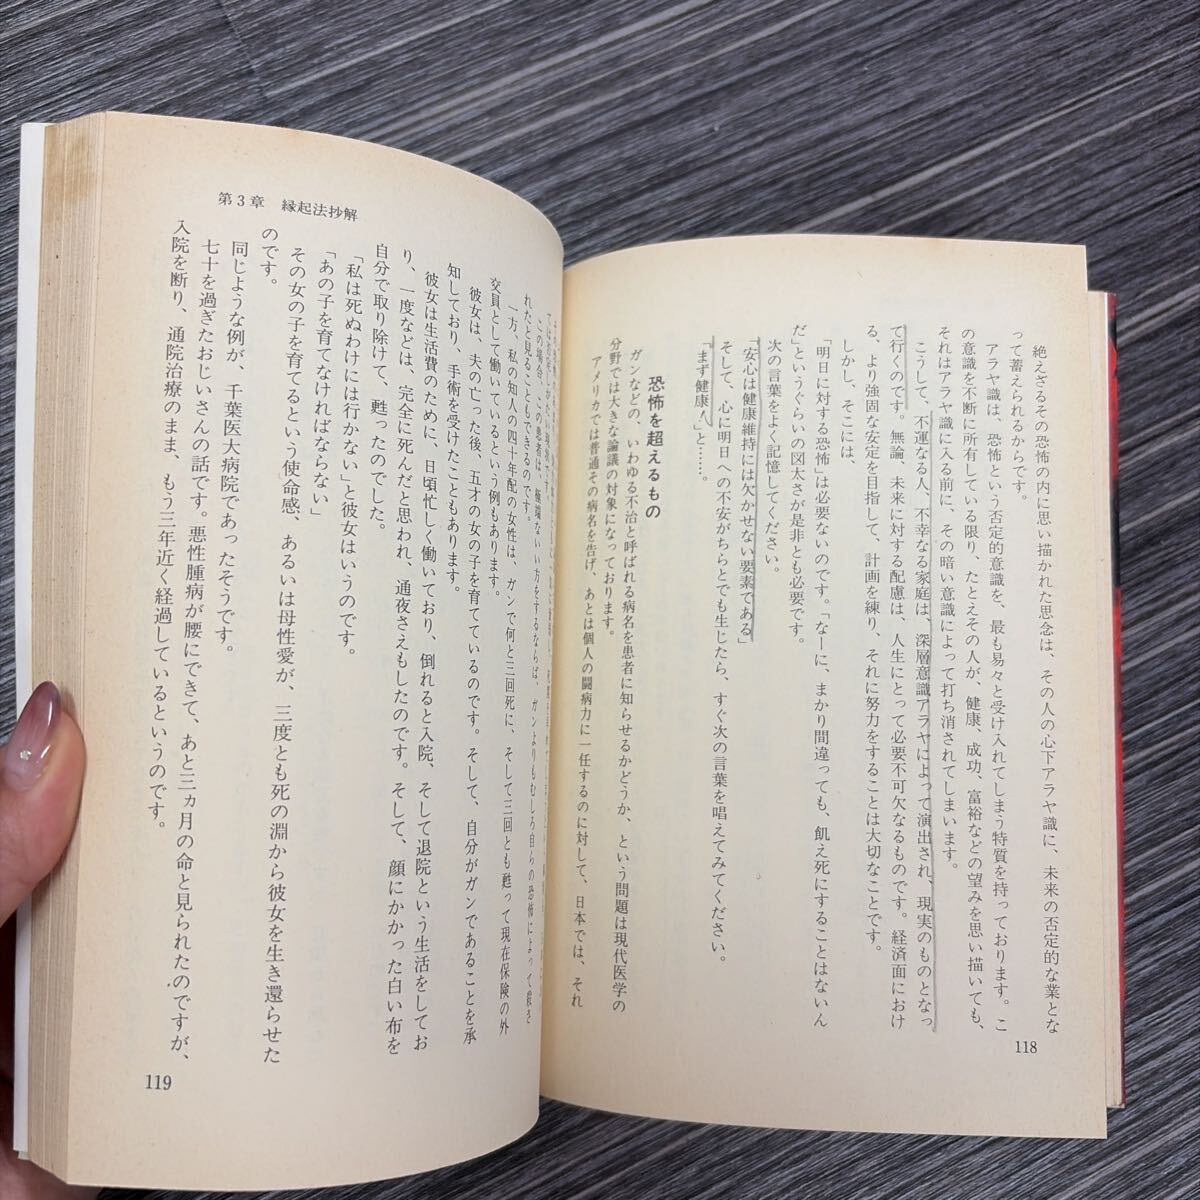 絶えざるその恐怖の内に思い描かれた思念は、その人の心下アラヤ識に、未来の否定的な業とな
って蓄えられるからです。
アラヤ識は、恐怖という否定的意識を、最も易々と受け入れてしまう特質を持っております。こ
の意識を不断に所有している限り、たとえその人が、健康、成功、富裕などの望みを思い描いても、
それはアラヤ識に入る前に、その暗い意識によって打ち消されてしまいます。
こうして、不運なる人、不幸なる家庭は、深層意識アラヤによって演出され、現実のものとなっ
て行くのです。無論、未来に対する配慮は、人生にとって必要不可欠なるものです。経済面におけ
る、より強固な安定を目指して、計画を練り、それに努力をすることは大切なことです。
しかし、そこには、
「明日に対する恐怖」は必要ないのです。「なーに、まかり間違っても、飢え死にすることはないん
だ」というぐらいの図太さが是非とも必要です。
次の言葉をよく記憶してください。
「安心は健康維持には欠かせない要素である」
そして、心に明日への不安がちらとでも生じたら、すぐ次の言葉を唱えてみてください。
「まず健康!」と……。
恐怖を超えるもの
ガンなどの、いわゆる不治と呼ばれる病名を患者に知らせるかどうか、という問題は現代医学の
分野では大きな論議の対象になっております。
アメリカでは普通その病名を告げ、あとは個人の闘病力に一任するのに対して、日本では、それ
118
第3章 縁起法抄解
この場合、この患者は、極端ないい方をするならば、ガンよりもむしろ自らの恐怖によって殺さ
れたと見ることもできるのです。
一方、私の知人の四十年配の女性は、ガンで何と三回死に、そして三回とも甦って現在保険の外
交員として働いているという例もあります。
彼女は、夫の亡った後、五才の女の子を育てているのです。そして、自分がガンであることを承
知しており、手術を受けたこともあります。
彼女は生活費のために、日頃忙しく働いており、倒れると入院、そして退院という生活をしてお
り、一度などは、完全に死んだと思われ、通夜さえもしたのです。そして、顔にかかった白い布を
自分で取り除けて、甦ったのでした。
「私は死ぬわけには行かない」と彼女はいうのです。
「あの子を育てなければならない」
その女の子を育てるという使命感、あるいは母性愛が、三度とも死の淵から彼女を生き還らせた
のです。
同じような例が、千葉医大病院であったそうです。
七十を過ぎたおじいさんの話です。悪性腫病が腰にできて、あと三ヵ月の命と見られたのですが、
入院を断り、通院治療のまま、もう三年近く経過しているというのです。
119